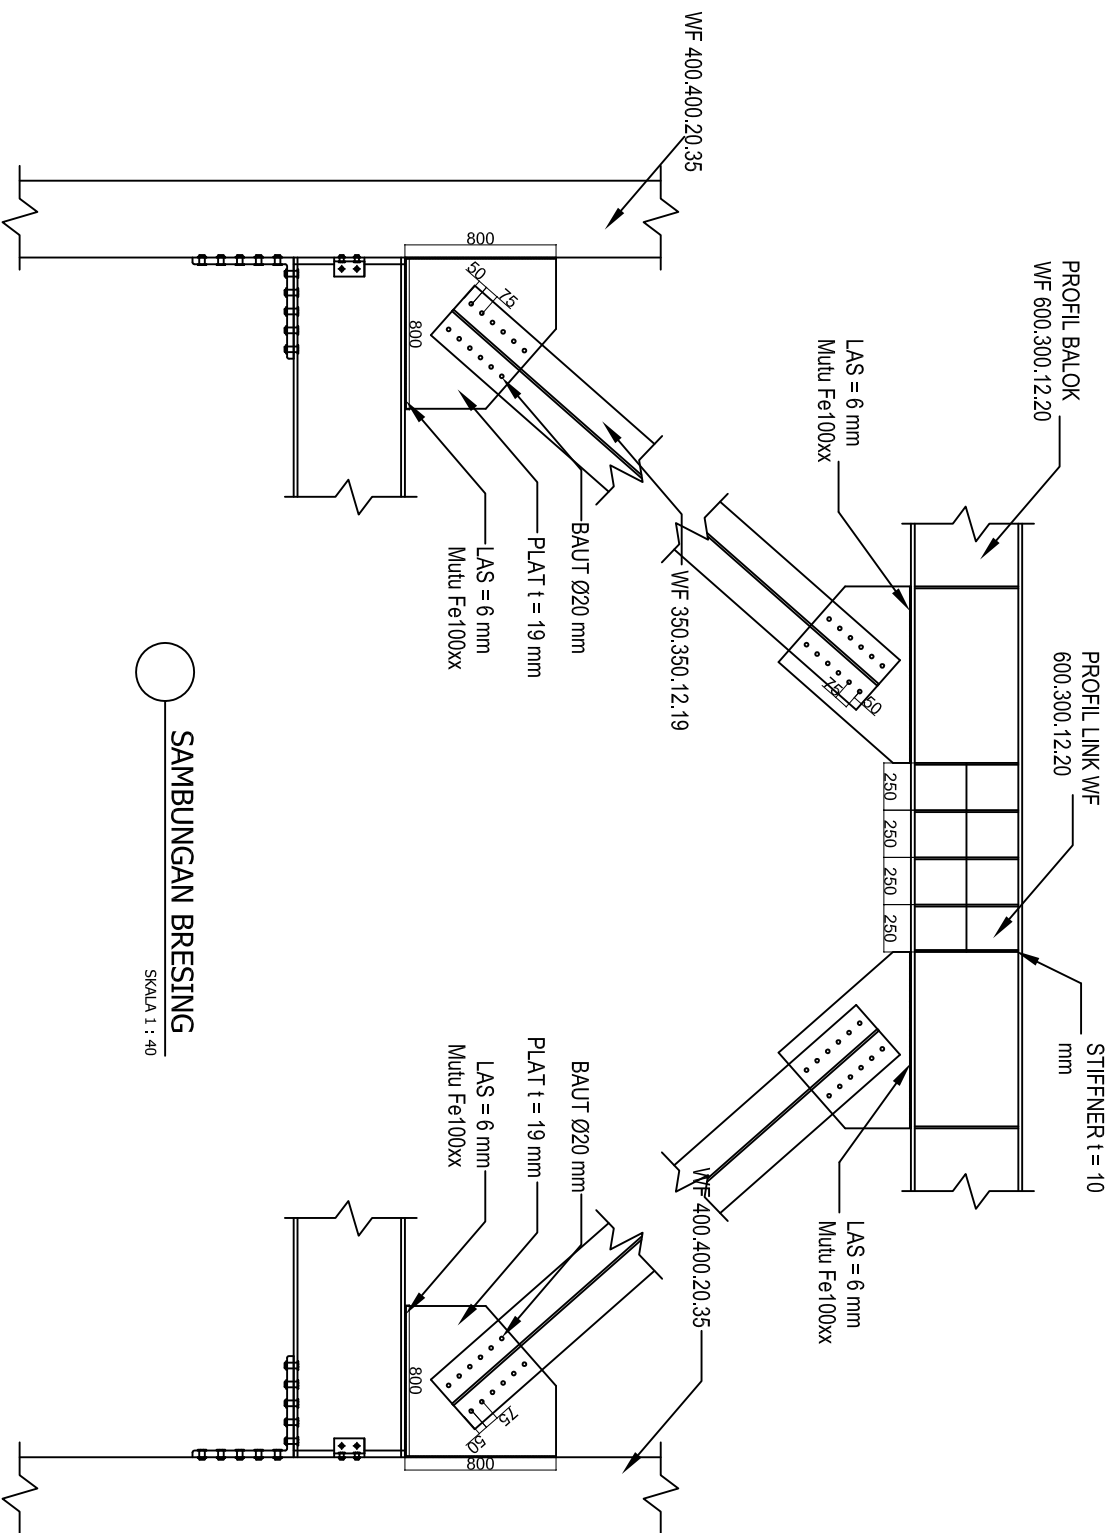 PROFIL BALOK
WF 600.300.12.20
PROFIL LINK WF
600.300.12.20
STIFFNER t = 10
mm
LAS = 6 mm
Mutu Fe100xx
LAS = 6 mm
Mutu Fe100xx
250
250
250
250
75
50
WF 400.400.20.35
WF 350.350.12.19
WF 400.400.20.35
800
50
75
800
BAUT Ø20 mm
PLAT t = 19 mm
LAS = 6 mm
Mutu Fe100xx
BAUT Ø20 mm
PLAT t = 19 mm
LAS = 6 mm
Mutu Fe100xx
800
75
50
800
SAMBUNGAN BRESING
SKALA 1 : 40